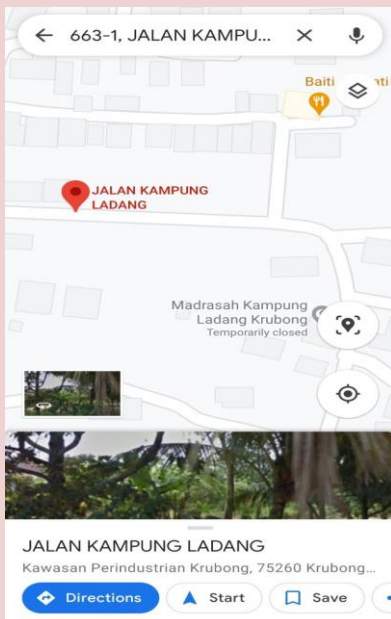 663-1, JALAN KAMPU...
Baiti
JALAN KAMPUNG
LADANG
Madrasah Kampung
Ladang Krubong
Temporarily closed
JALAN KAMPUNG LADANG
Kawasan Perindustrian Krubong, 75260 Krubong...
Directions
Start
Save